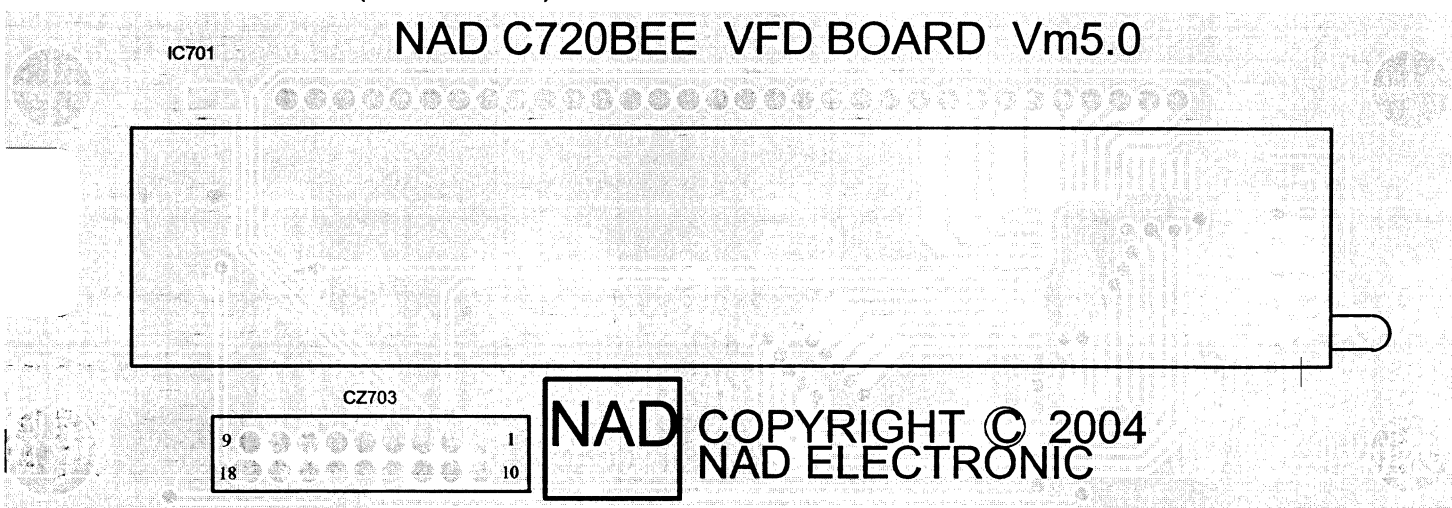 IC701
NAD C720BEE VFD BOARD Vm5.0
CZ703
9 1
18 10
NAD
COPYRIGHT © 2004
NAD ELECTRONIC